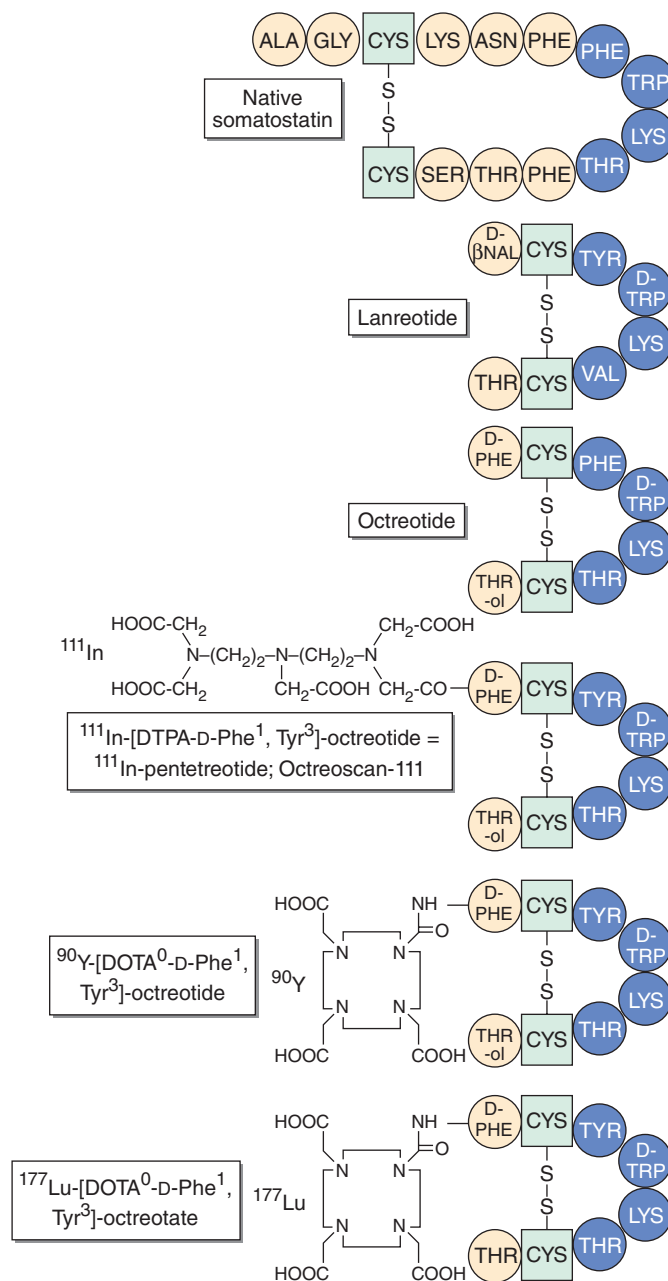 ALA GLY CYS LYS ASN PHE PHE TRP LYS THR
S
S
CYS SER THR PHE
Native
somatostatin
D-
βNAL CYS TYR D-
TRP
LYS
S
S
THR CYS VAL
Lanreotide
D-
PHE CYS PHE D-
TRP
LYS
S
S
THR
-ol CYS THR
Octreotide
HOOC-CH₂ CH₂-COOH
¹¹¹In N–(CH₂)₂–N–(CH₂)₂–N
HOOC-CH₂ CH₂-COOH CH₂-CO
D-
PHE CYS TYR D-
TRP
LYS
S
S
THR
-ol CYS THR
¹¹¹In-[DTPA-D-Phe¹, Tyr³]-octreotide =
¹¹¹In-pentetreotide; Octreoscan-111
HOOC NH D-
PHE CYS TYR D-
TRP
LYS
O
N N
S
S
⁹⁰Y-[DOTA⁰-D-Phe¹,
Tyr³]-octreotide
⁹⁰Y
N N
HOOC COOH THR
-ol CYS THR
HOOC NH D-
PHE CYS TYR D-
TRP
LYS
O
N N
S
S
¹⁷⁷Lu-[DOTA⁰-D-Phe¹,
Tyr³]-octreotate
¹⁷⁷Lu
N N
HOOC COOH THR CYS THR